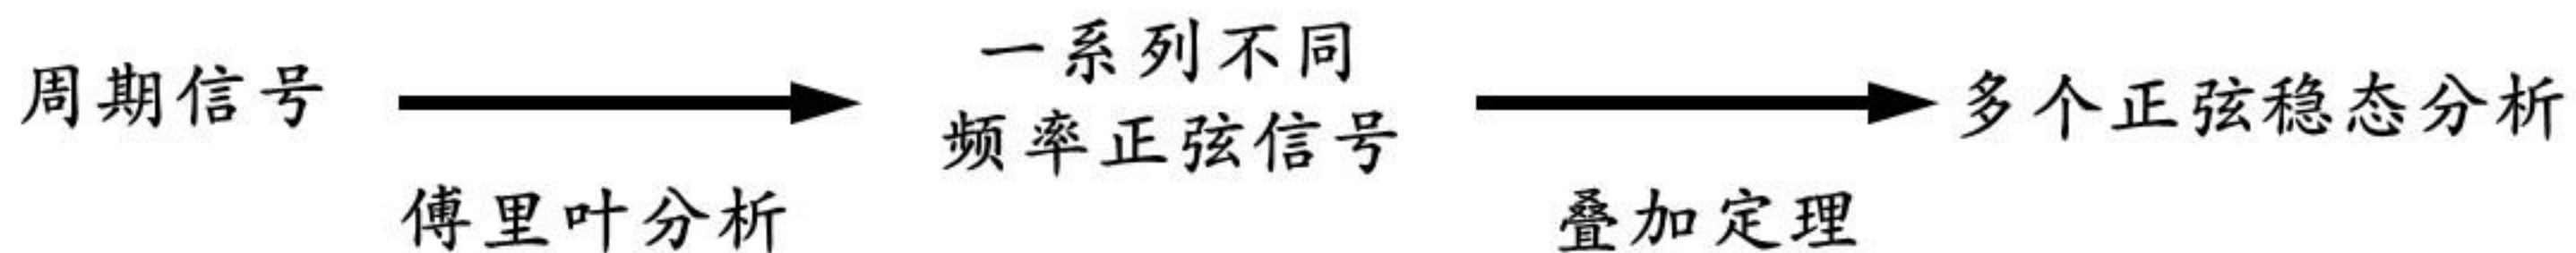 周期信号
傅里叶分析
一系列不同
频率正弦信号
叠加定理
多个正弦稳态分析